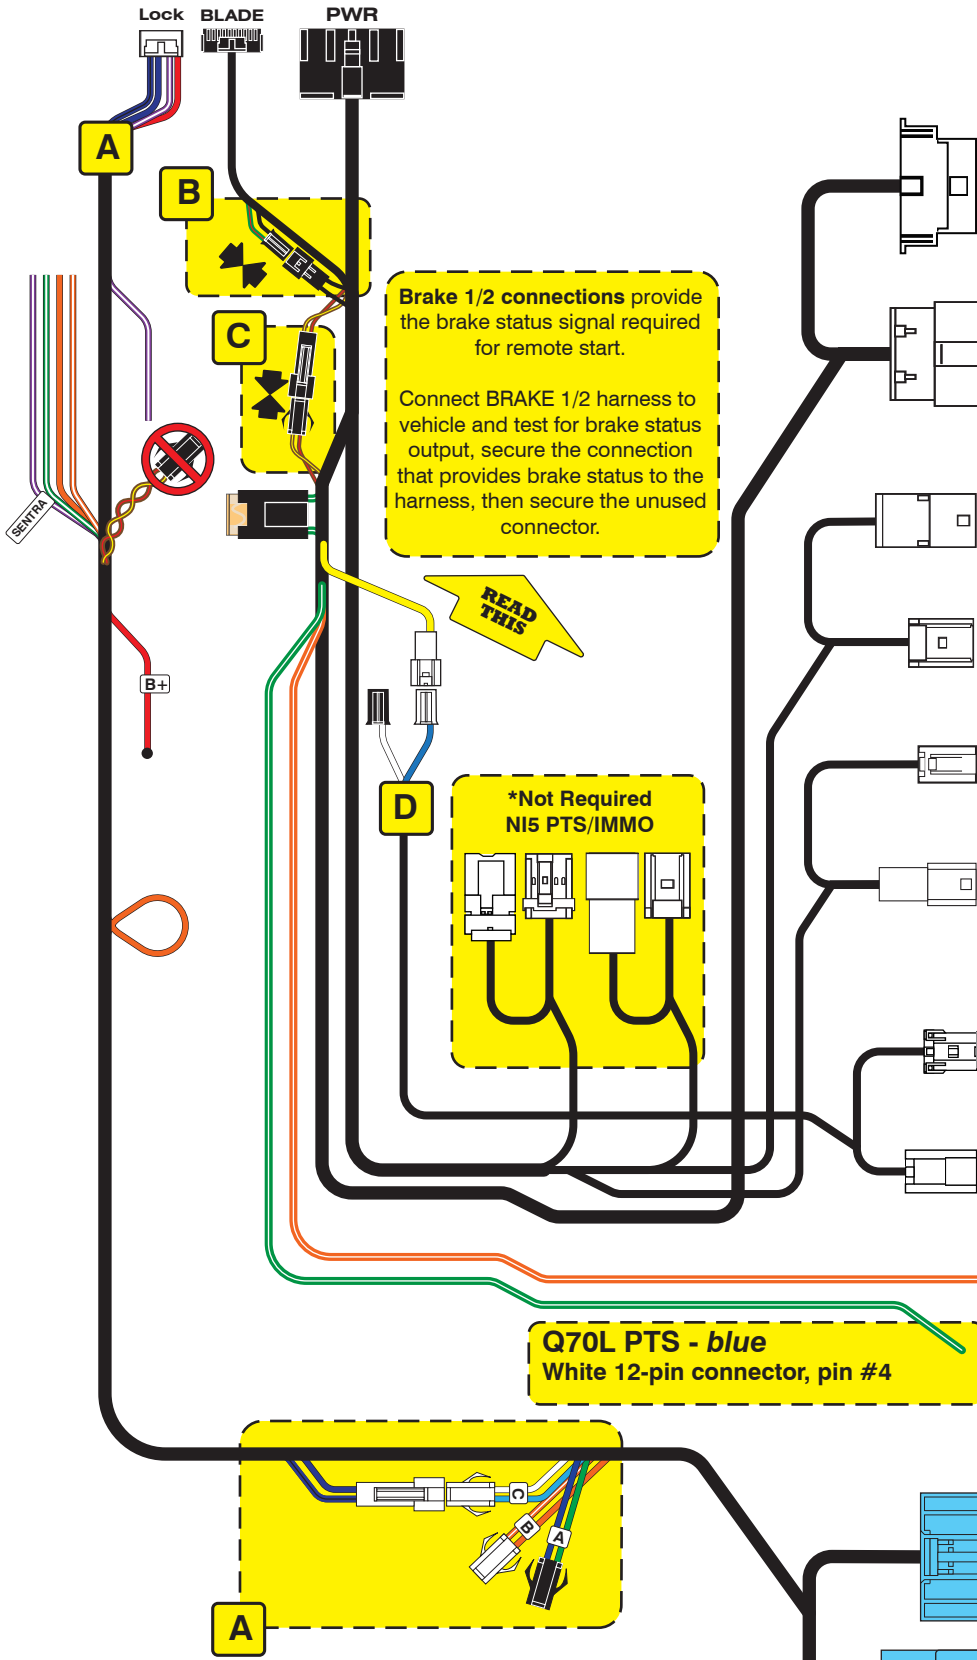 Lock BLADE PWR
A
B
C
Brake 1/2 connections provide
the brake status signal required
for remote start.
Connect BRAKE 1/2 harness to
vehicle and test for brake status
output, secure the connection
that provides brake status to the
harness, then secure the unused
connector.
SENTRA
READ
THIS
B+
D
*Not Required
NI5 PTS/IMMO
Q70L PTS - blue
White 12-pin connector, pin #4
C
B
A
A